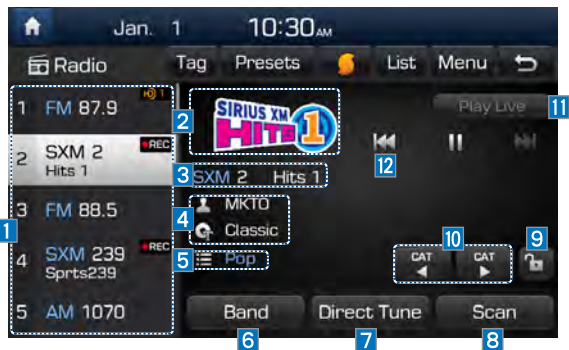 Jan. 1 10:30AM
Radio Tag Presets List Menu
1 FM 87.9 HD) 1
2 SXM 2 REC
Hits 1
3 FM 88.5
4 SXM 239 REC
Sprts239
5 AM 1070
1
2 SIRIUS XM HITS 1
3 SXM 2 Hits 1
4 MKTO
Classic
5 Pop
Play Live 11
12
10 9
CAT CAT
Band Direct Tune Scan
6 7 8